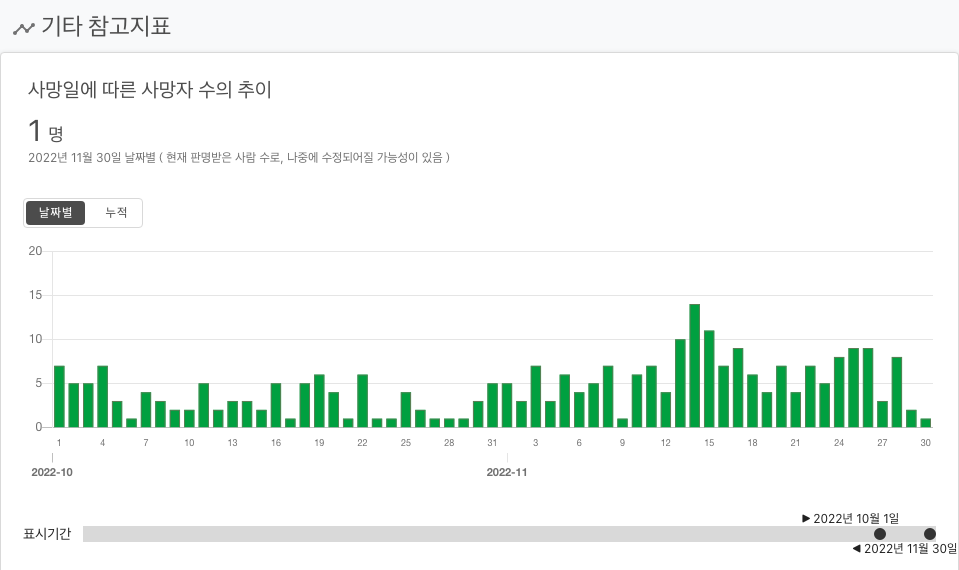 기타 참고지표
사망일에 따른 사망자 수의 추이
1 명
2022년 11월 30일 날짜별 ( 현재 판명받은 사람 수로, 나중에 수정되어질 가능성이 있음 )
날짜별 누적
20
15
10
5
0
1 4 7 10 13 16 19 22 25 28 31 3 6 9 12 15 18 21 24 27 30
2022-10 2022-11
▶ 2022년 10월 1일
표시기간
◀ 2022년 11월 30일